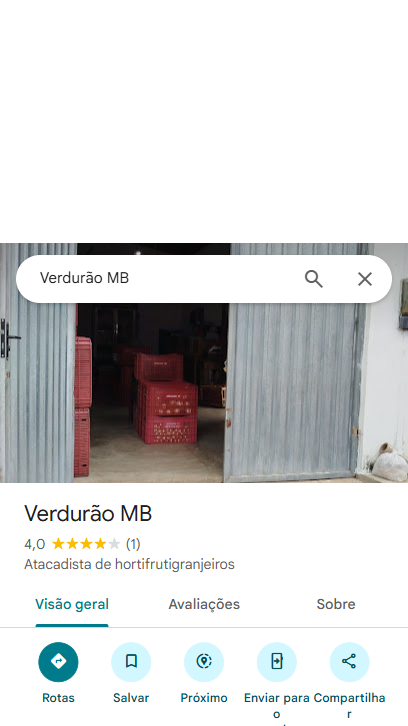 Verdurão MB
Verdurão MB
4,0 (1)
Atacadista de hortifrutigranjeiros
Visão geral Avaliações Sobre
Rotas Salvar Próximo Enviar para o Compartilhar